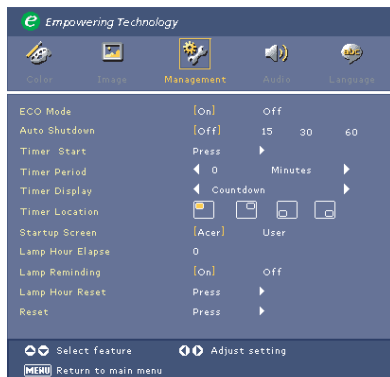 e Empowering Technology
Color Image Management Audio Language
ECO Mode [On] Off
Auto Shutdown [Off] 15 30 60
Timer Start Press
Timer Period 0 Minutes
Timer Display Countdown
Timer Location
Startup Screen [Acer] User
Lamp Hour Elapse 0
Lamp Reminding [On] Off
Lamp Hour Reset Press
Reset Press
Select feature Adjust setting
MENU Return to main menu